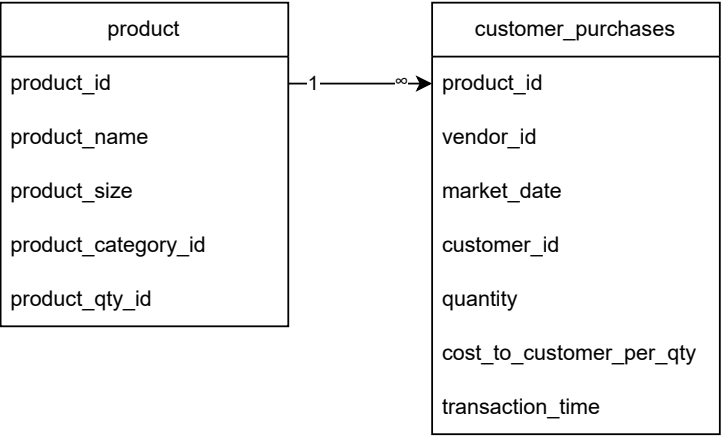 product
product_id
product_name
product_size
product_category_id
product_qty_id
1
∞
customer_purchases
product_id
vendor_id
market_date
customer_id
quantity
cost_to_customer_per_qty
transaction_time